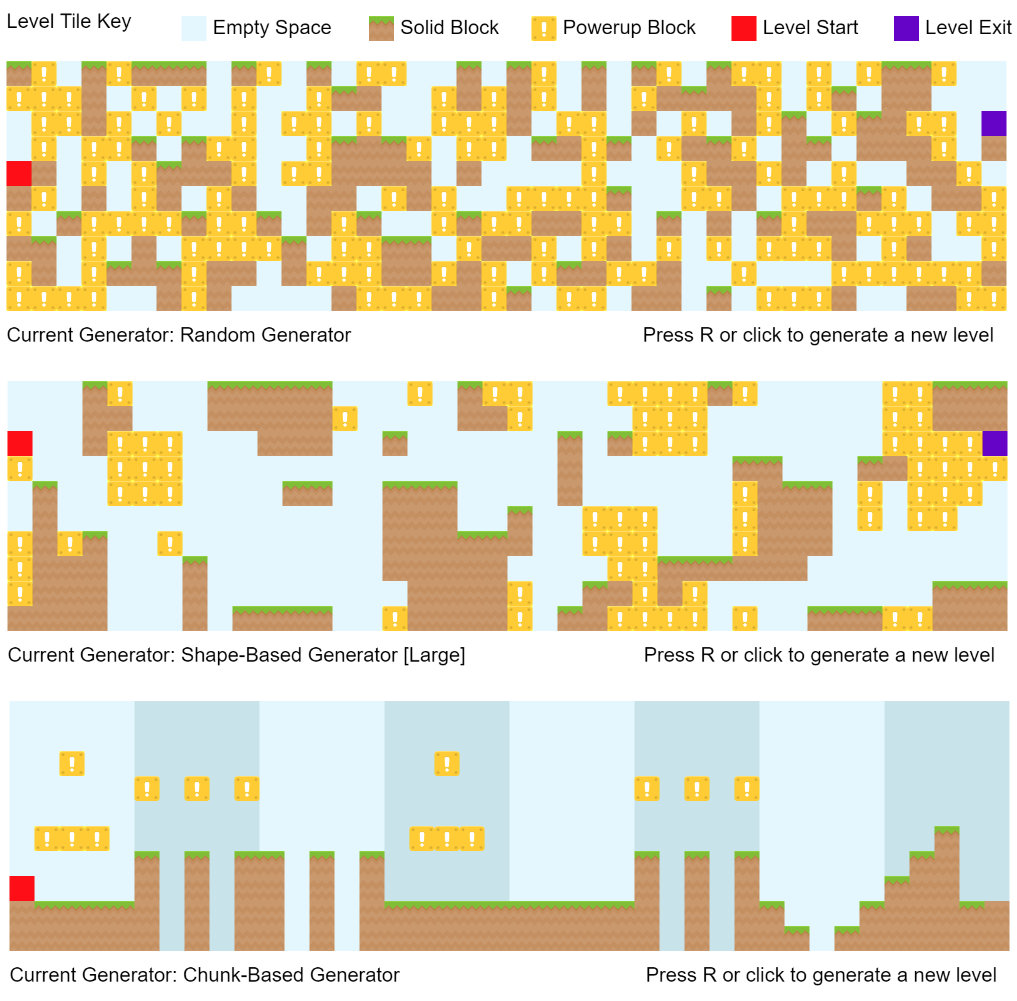 Level Tile Key Empty Space Solid Block Powerup Block Level Start Level Exit
Current Generator: Random Generator Press R or click to generate a new level
Current Generator: Shape-Based Generator [Large] Press R or click to generate a new level
Current Generator: Chunk-Based Generator Press R or click to generate a new level